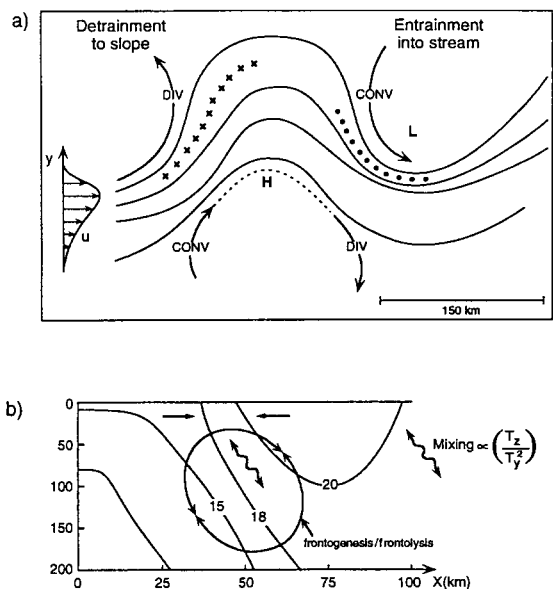 a)
Detrainment
to slope
Entrainment
into stream
DIV
CONV
L
y
H
u
CONV
DIV
150 km
b)
0
50
100
150
200
15
18
20
Mixing ∝ (T_z / T_y^2)
frontogenesis/frontolysis
0
25
50
75
100
X(km)